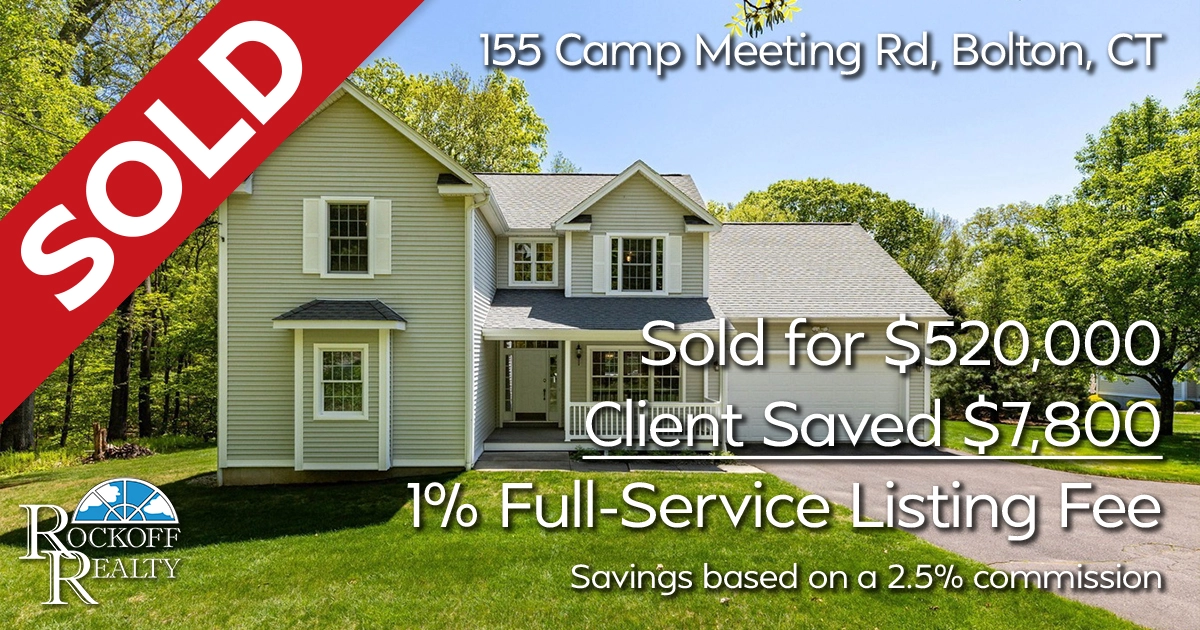 SOLD
155 Camp Meeting Rd, Bolton, CT
Sold for $520,000
Client Saved $7,800
1% Full-Service Listing Fee
Savings based on a 2.5% commission
ROCKOFF
REALTY